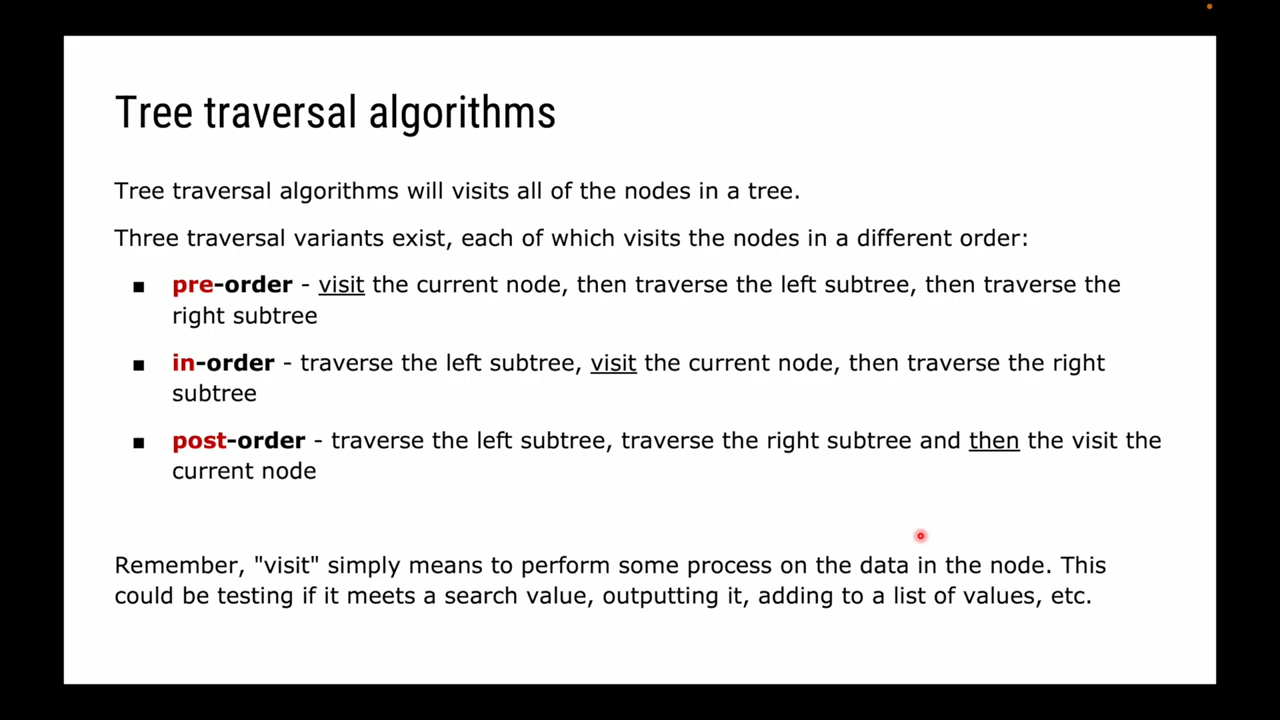 Tree traversal algorithms
Tree traversal algorithms will visits all of the nodes in a tree.
Three traversal variants exist, each of which visits the nodes in a different order:
▪ pre-order - visit the current node, then traverse the left subtree, then traverse the
right subtree
▪ in-order - traverse the left subtree, visit the current node, then traverse the right
subtree
▪ post-order - traverse the left subtree, traverse the right subtree and then the visit the
current node
Remember, "visit" simply means to perform some process on the data in the node. This
could be testing if it meets a search value, outputting it, adding to a list of values, etc.